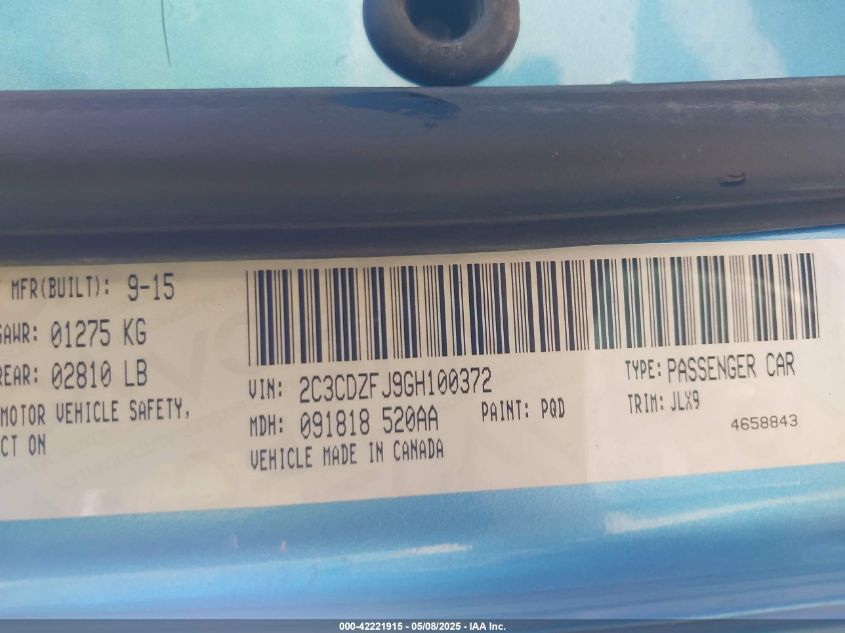 MFR(BUILT): 9-15
GAWR: 01275 KG
REAR: 02810 LB
MOTOR VEHICLE SAFETY,
CT ON
VIN: 2C3CDZFJ9GH100372
TYPE: PASSENGER CAR
MDH: 091818 520AA
PAINT: PQD
TRIM: JLX9
VEHICLE MADE IN CANADA
4658843
000-42221915 - 05/08/2025 - IAA Inc.